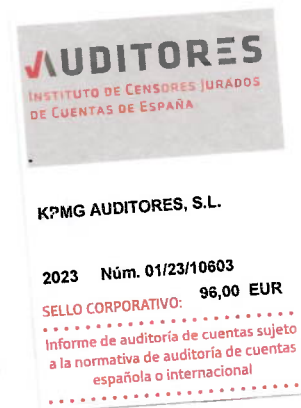 AUDITORES
INSTITUTO DE CENSORES JURADOS
DE CUENTAS DE ESPAÑA
KPMG AUDITORES, S.L.
2023 Núm. 01/23/10603
SELLO CORPORATIVO: 96,00 EUR
Informe de auditoría de cuentas sujeto
a la normativa de auditoría de cuentas
española o internacional